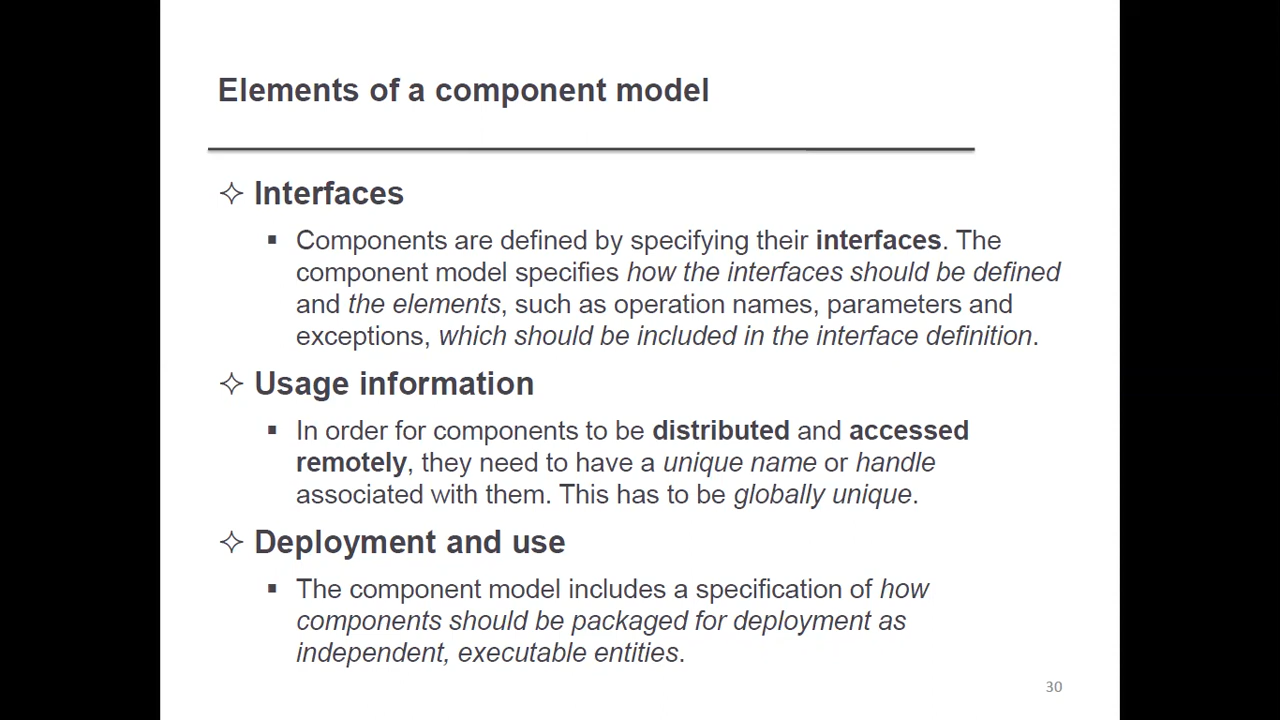 Elements of a component model
✧ Interfaces
▪ Components are defined by specifying their interfaces. The
component model specifies how the interfaces should be defined
and the elements, such as operation names, parameters and
exceptions, which should be included in the interface definition.
✧ Usage information
▪ In order for components to be distributed and accessed
remotely, they need to have a unique name or handle
associated with them. This has to be globally unique.
✧ Deployment and use
▪ The component model includes a specification of how
components should be packaged for deployment as
independent, executable entities.
30